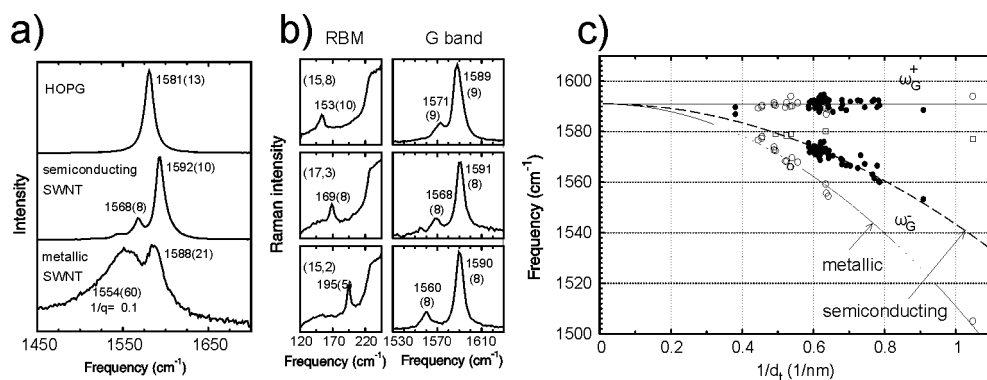 a)
HOPG
1581(13)
semiconducting
SWNT
1592(10)
1568(8)
metallic
SWNT
1588(21)
1554(60)
1/q= 0.1
Intensity
1450 1550 1650
Frequency (cm-1)
b)
RBM
G band
(15,8)
153(10)
1589
(9)
1571
(9)
(17,3)
169(8)
1591
(8)
1568
(8)
(15,2)
195(5)
1590
(8)
1560
(8)
Raman intensity
120 170 220
1530 1570 1610
Frequency (cm-1)
c)
1600
1580
1560
1540
1520
1500
Frequency (cm-1)
ωG+
ωG-
metallic
semiconducting
0 0.2 0.4 0.6 0.8 1
1/dt (1/nm)